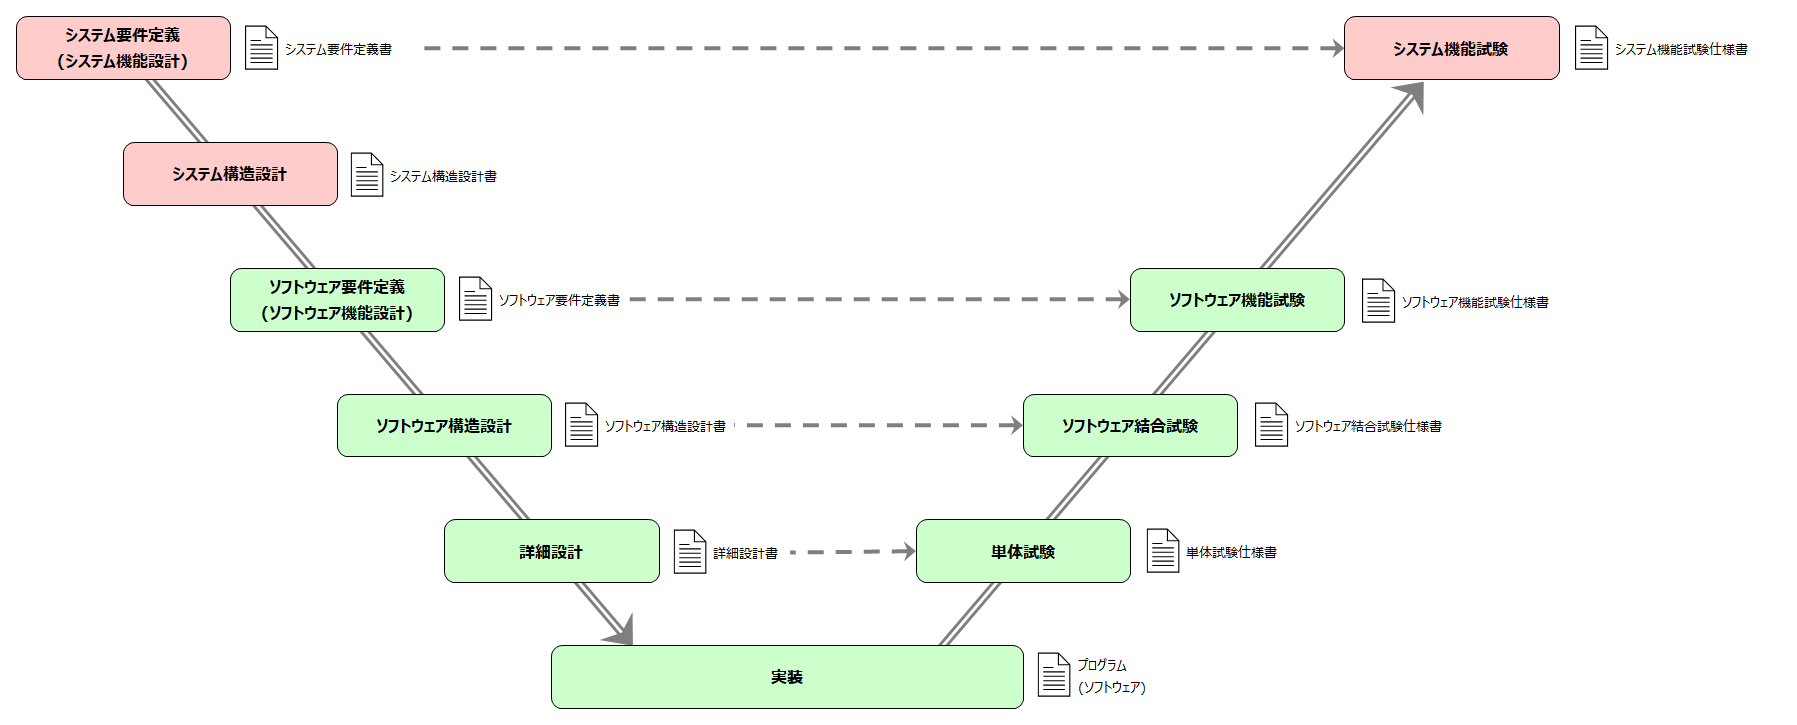 システム要件定義
(システム機能設計)
システム要件定義書
システム機能試験
システム機能試験仕様書
システム構造設計
システム構造設計書
ソフトウェア要件定義
(ソフトウェア機能設計)
ソフトウェア要件定義書
ソフトウェア機能試験
ソフトウェア機能試験仕様書
ソフトウェア構造設計
ソフトウェア構造設計書
ソフトウェア結合試験
ソフトウェア結合試験仕様書
詳細設計
詳細設計書
単体試験
単体試験仕様書
実装
プログラム
(ソフトウェア)